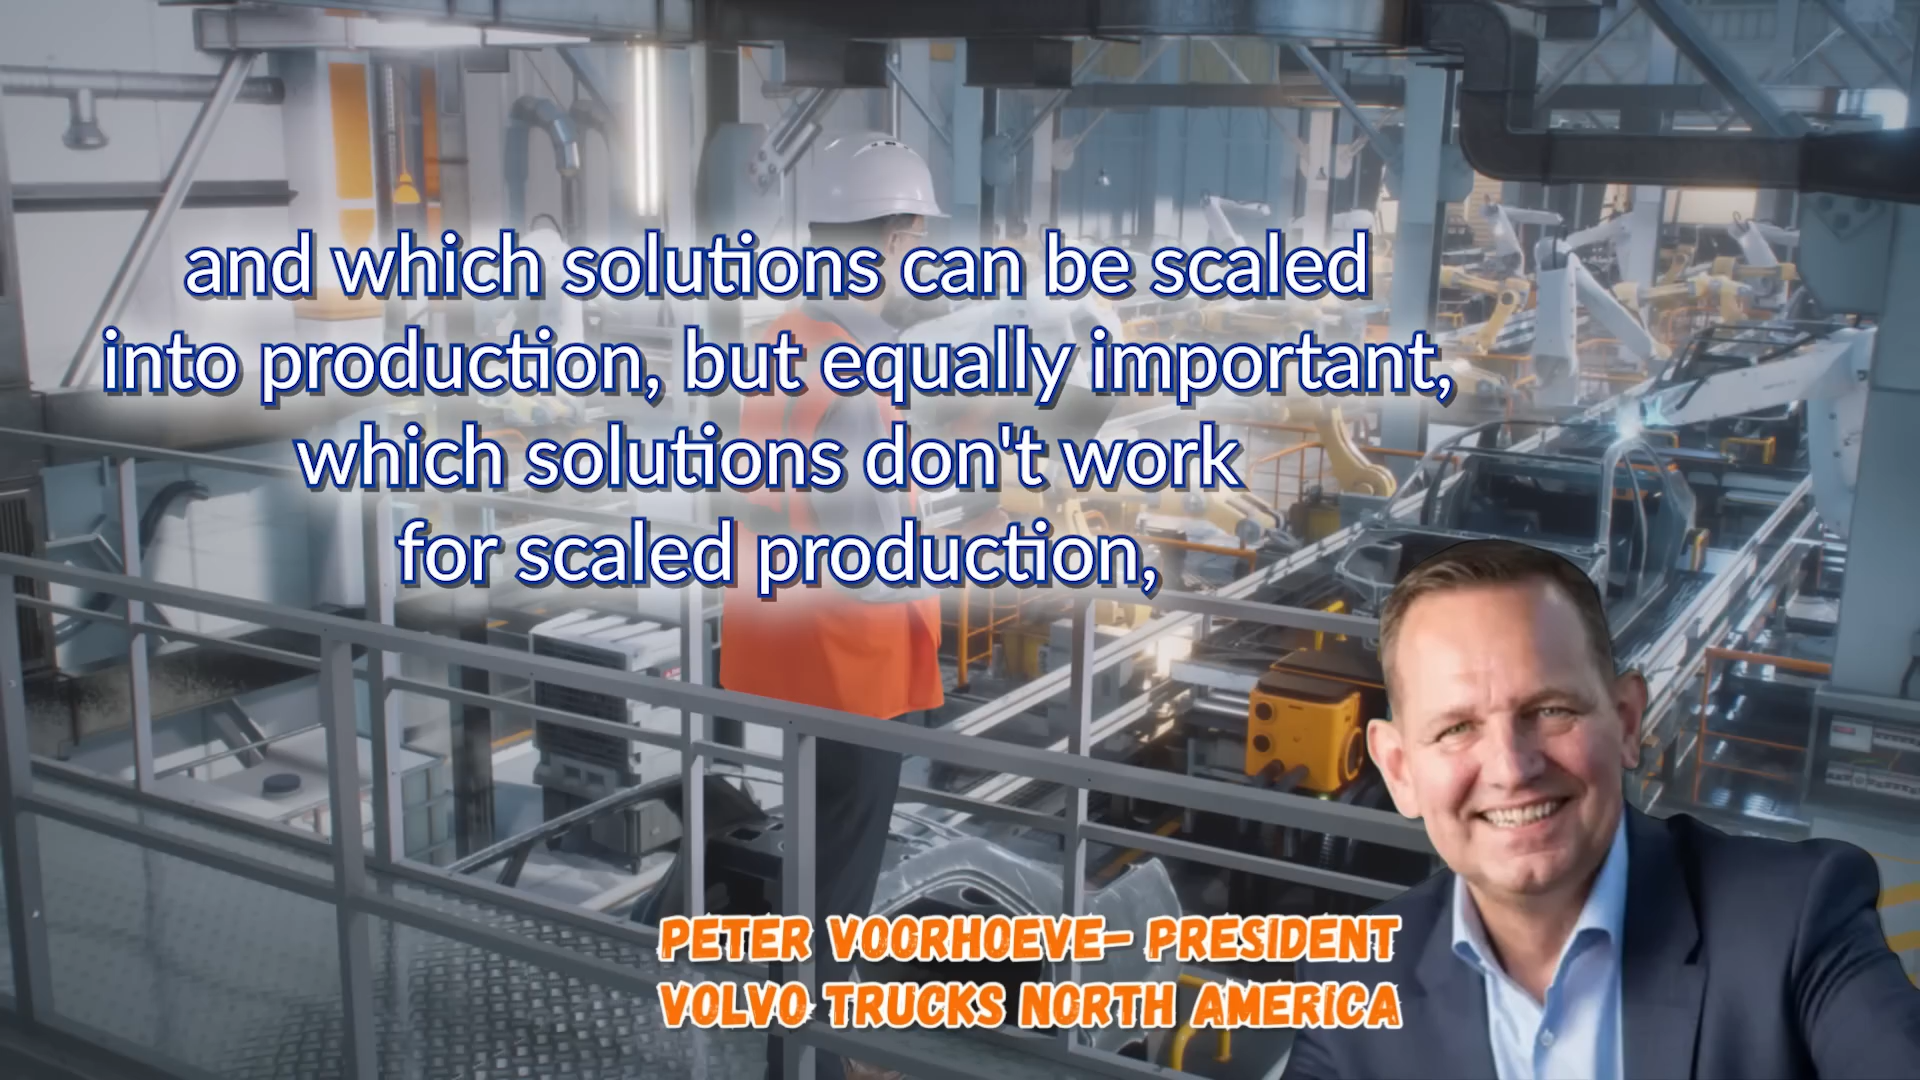 and which solutions can be scaled
into production, but equally important,
which solutions don't work
for scaled production,
PETER VOORHOEVE- PRESIDENT
VOLVO TRUCKS NORTH AMERICA